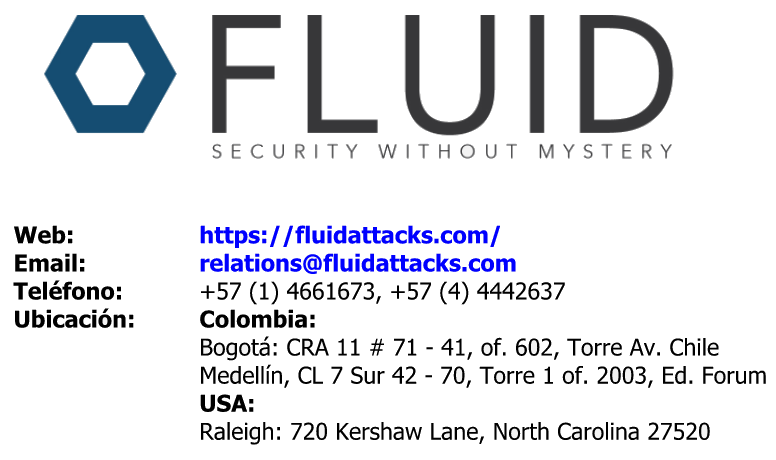 FLUID
SECURITY WITHOUT MYSTERY
Web: https://fluidattacks.com/
Email: relations@fluidattacks.com
Teléfono: +57 (1) 4661673, +57 (4) 4442637
Ubicación: Colombia:
Bogotá: CRA 11 # 71 - 41, of. 602, Torre Av. Chile
Medellín, CL 7 Sur 42 - 70, Torre 1 of. 2003, Ed. Forum
USA:
Raleigh: 720 Kershaw Lane, North Carolina 27520